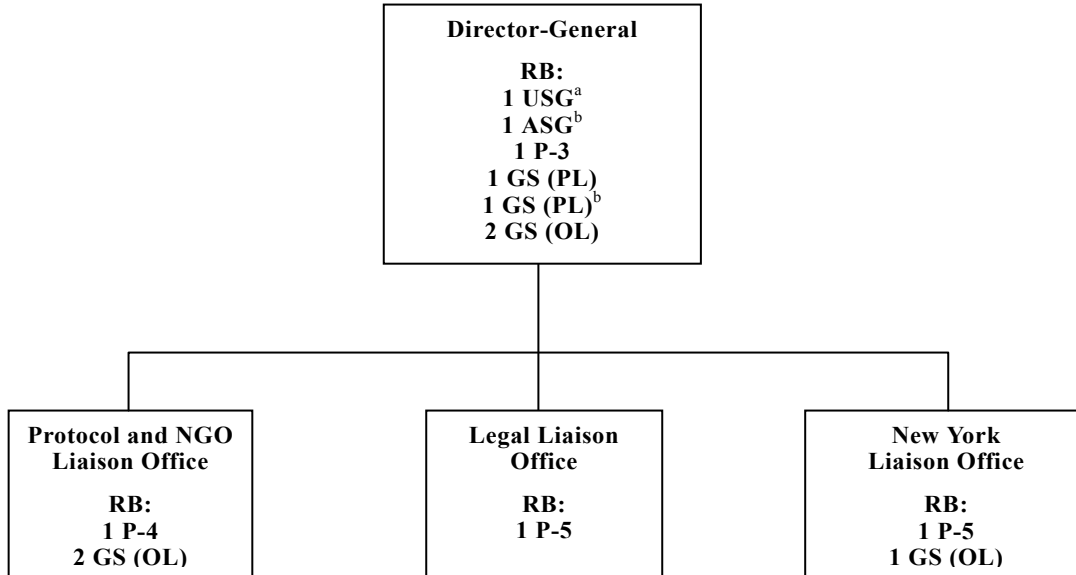 Director-General
RB:
1 USGᵃ
1 ASGᵇ
1 P-3
1 GS (PL)
1 GS (PL)ᵇ
2 GS (OL)
Protocol and NGO
Liaison Office
RB:
1 P-4
2 GS (OL)
Legal Liaison
Office
RB:
1 P-5
New York
Liaison Office
RB:
1 P-5
1 GS (OL)